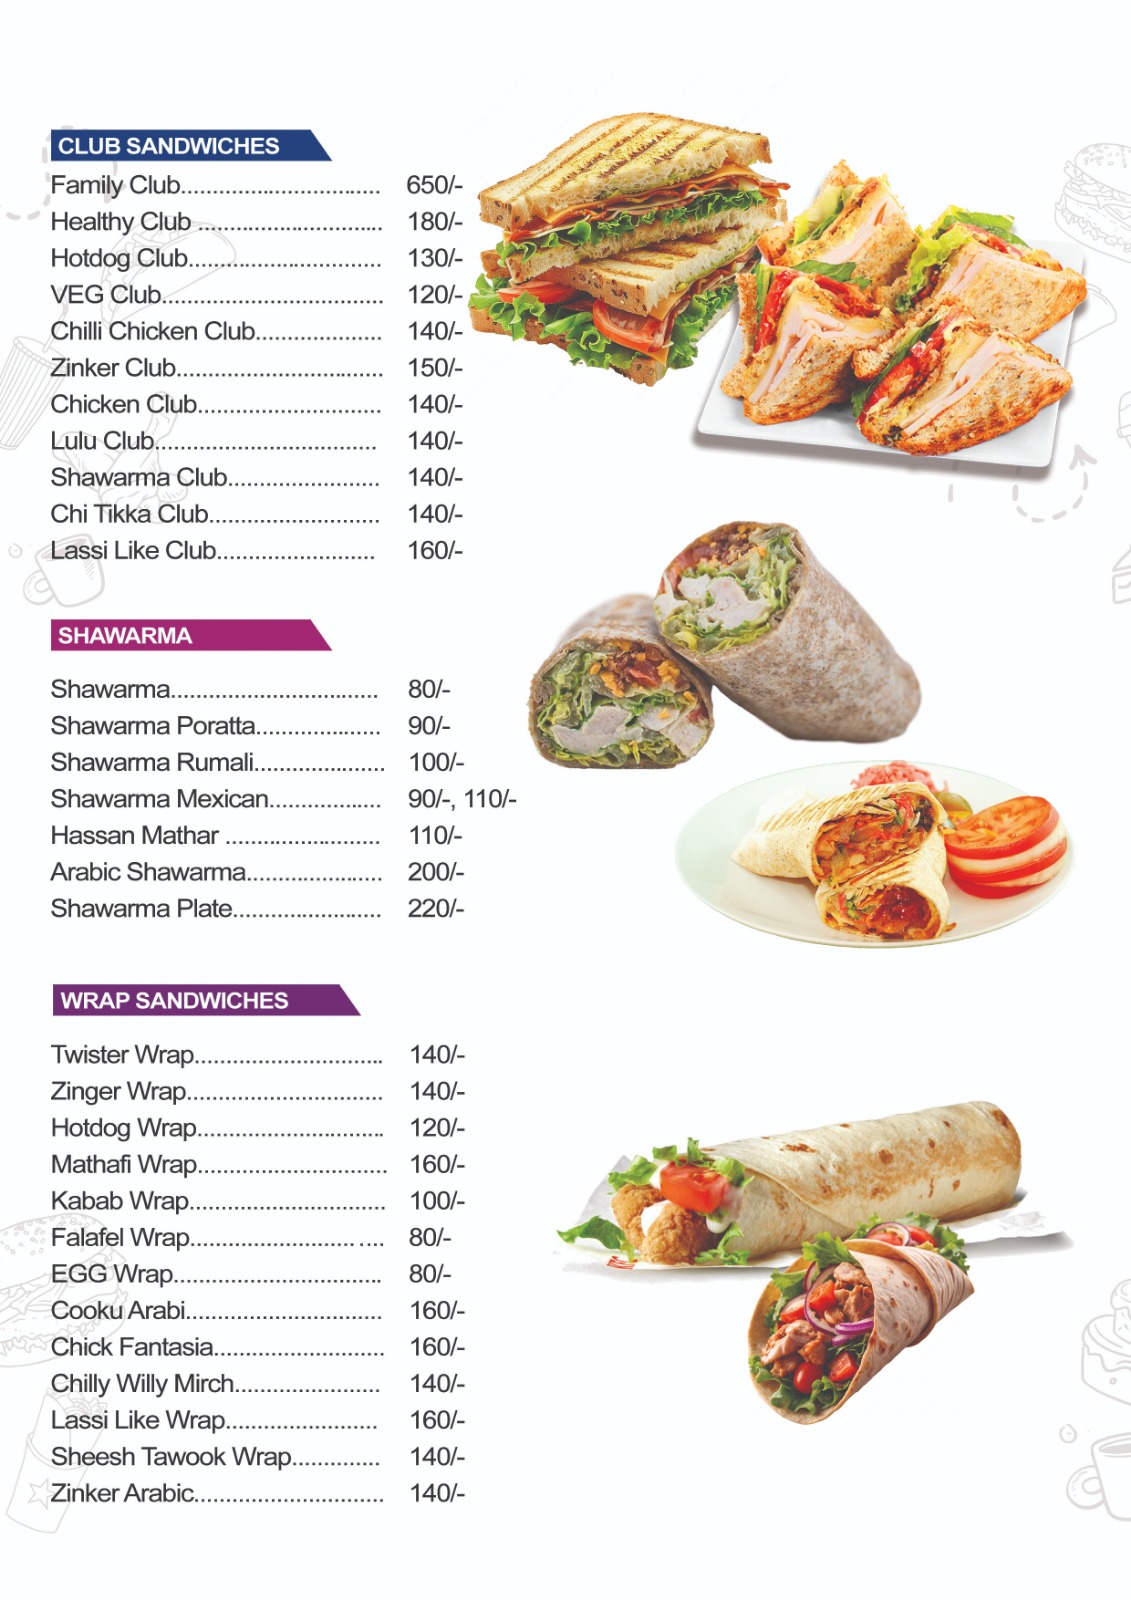 CLUB SANDWICHES
Family Club................................ 650/-
Healthy Club ............................. 180/-
Hotdog Club............................... 130/-
VEG Club................................... 120/-
Chilli Chicken Club.................... 140/-
Zinker Club................................. 150/-
Chicken Club............................. 140/-
Lulu Club................................... 140/-
Shawarma Club........................ 140/-
Chi Tikka Club........................... 140/-
Lassi Like Club......................... 160/-
SHAWARMA
Shawarma................................. 80/-
Shawarma Poratta.................... 90/-
Shawarma Rumali..................... 100/-
Shawarma Mexican.................. 90/-, 110/-
Hassan Mathar ......................... 110/-
Arabic Shawarma...................... 200/-
Shawarma Plate........................ 220/-
WRAP SANDWICHES
Twister Wrap.............................. 140/-
Zinger Wrap............................... 140/-
Hotdog Wrap.............................. 120/-
Mathafi Wrap.............................. 160/-
Kabab Wrap............................... 100/-
Falafel Wrap.......................... .... 80/-
EGG Wrap................................. 80/-
Cooku Arabi............................... 160/-
Chick Fantasia........................... 160/-
Chilly Willy Mirch....................... 140/-
Lassi Like Wrap........................ 160/-
Sheesh Tawook Wrap.............. 140/-
Zinker Arabic.............................. 140/-